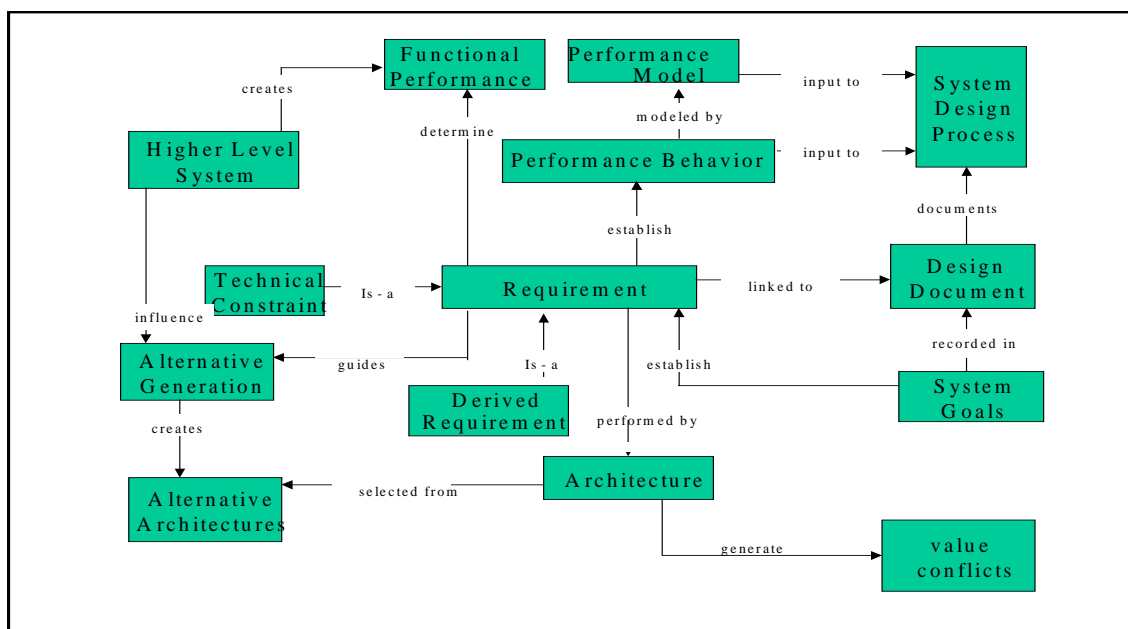 Functional
Performance
Performance
Model
System
Design
Process
creates
input to
determine
modeled by
Higher Level
System
Performance Behavior
input to
documents
establish
Technical
Constraint
Is-a
Requirement
linked to
Design
Document
influence
Alternative
Generation
guides
Is-a
establish
recorded in
System
Goals
Derived
Requirement
creates
performed by
Alternative
Architectures
selected from
Architecture
generate
value
conflicts